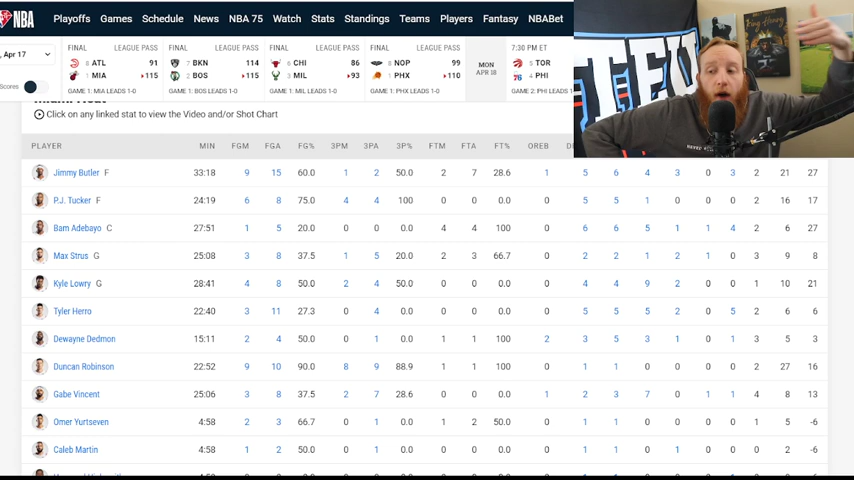 NBA Playoffs Games Schedule News NBA 75 Watch Stats Standings Teams Players Fantasy NBABet
, Apr 17
Scores
FINAL LEAGUE PASS
8 ATL 91
1 MIA 115
GAME 1: MIA LEADS 1-0
FINAL LEAGUE PASS
7 BKN 114
2 BOS 115
GAME 1: BOS LEADS 1-0
FINAL LEAGUE PASS
6 CHI 86
3 MIL 93
GAME 1: MIL LEADS 1-0
FINAL LEAGUE PASS
8 NOP 99
1 PHX 110
GAME 1: PHX LEADS 1-0
MON
APR 18
7:30 PM ET
5 TOR
4 PHI
GAME 2: PHI LEADS 1-0
Click on any linked stat to view the Video and/or Shot Chart
PLAYER MIN FGM FGA FG% 3PM 3PA 3P% FTM FTA FT% OREB
Jimmy Butler F 33:18 9 15 60.0 1 2 50.0 2 7 28.6 1 5 6 4 3 0 3 2 21 27
P.J. Tucker F 24:19 6 8 75.0 4 4 100 0 0 0.0 0 5 5 1 0 0 0 2 16 17
Bam Adebayo C 27:51 1 5 20.0 0 0 0.0 4 4 100 0 6 6 5 1 1 4 2 6 27
Max Strus G 25:08 3 8 37.5 1 5 20.0 2 3 66.7 0 2 2 1 2 1 0 3 9 8
Kyle Lowry G 28:41 4 8 50.0 2 4 50.0 0 0 0.0 0 4 4 9 2 0 0 1 10 21
Tyler Herro 22:40 3 11 27.3 0 4 0.0 0 0 0.0 0 5 5 5 2 0 5 2 6 6
Dewayne Dedmon 15:11 2 4 50.0 0 1 0.0 1 1 100 2 3 5 3 1 0 1 2 5 3
Duncan Robinson 22:52 9 10 90.0 8 9 88.9 1 1 100 0 1 1 0 0 0 0 2 27 16
Gabe Vincent 25:06 3 8 37.5 2 7 28.6 0 0 0.0 1 2 3 7 0 1 1 4 8 13
Omer Yurtseven 4:58 2 3 66.7 0 1 0.0 1 2 50.0 0 1 1 0 0 0 0 1 5 -6
Caleb Martin 4:58 1 2 50.0 0 1 0.0 0 0 0.0 0 1 1 0 1 0 0 0 2 -6